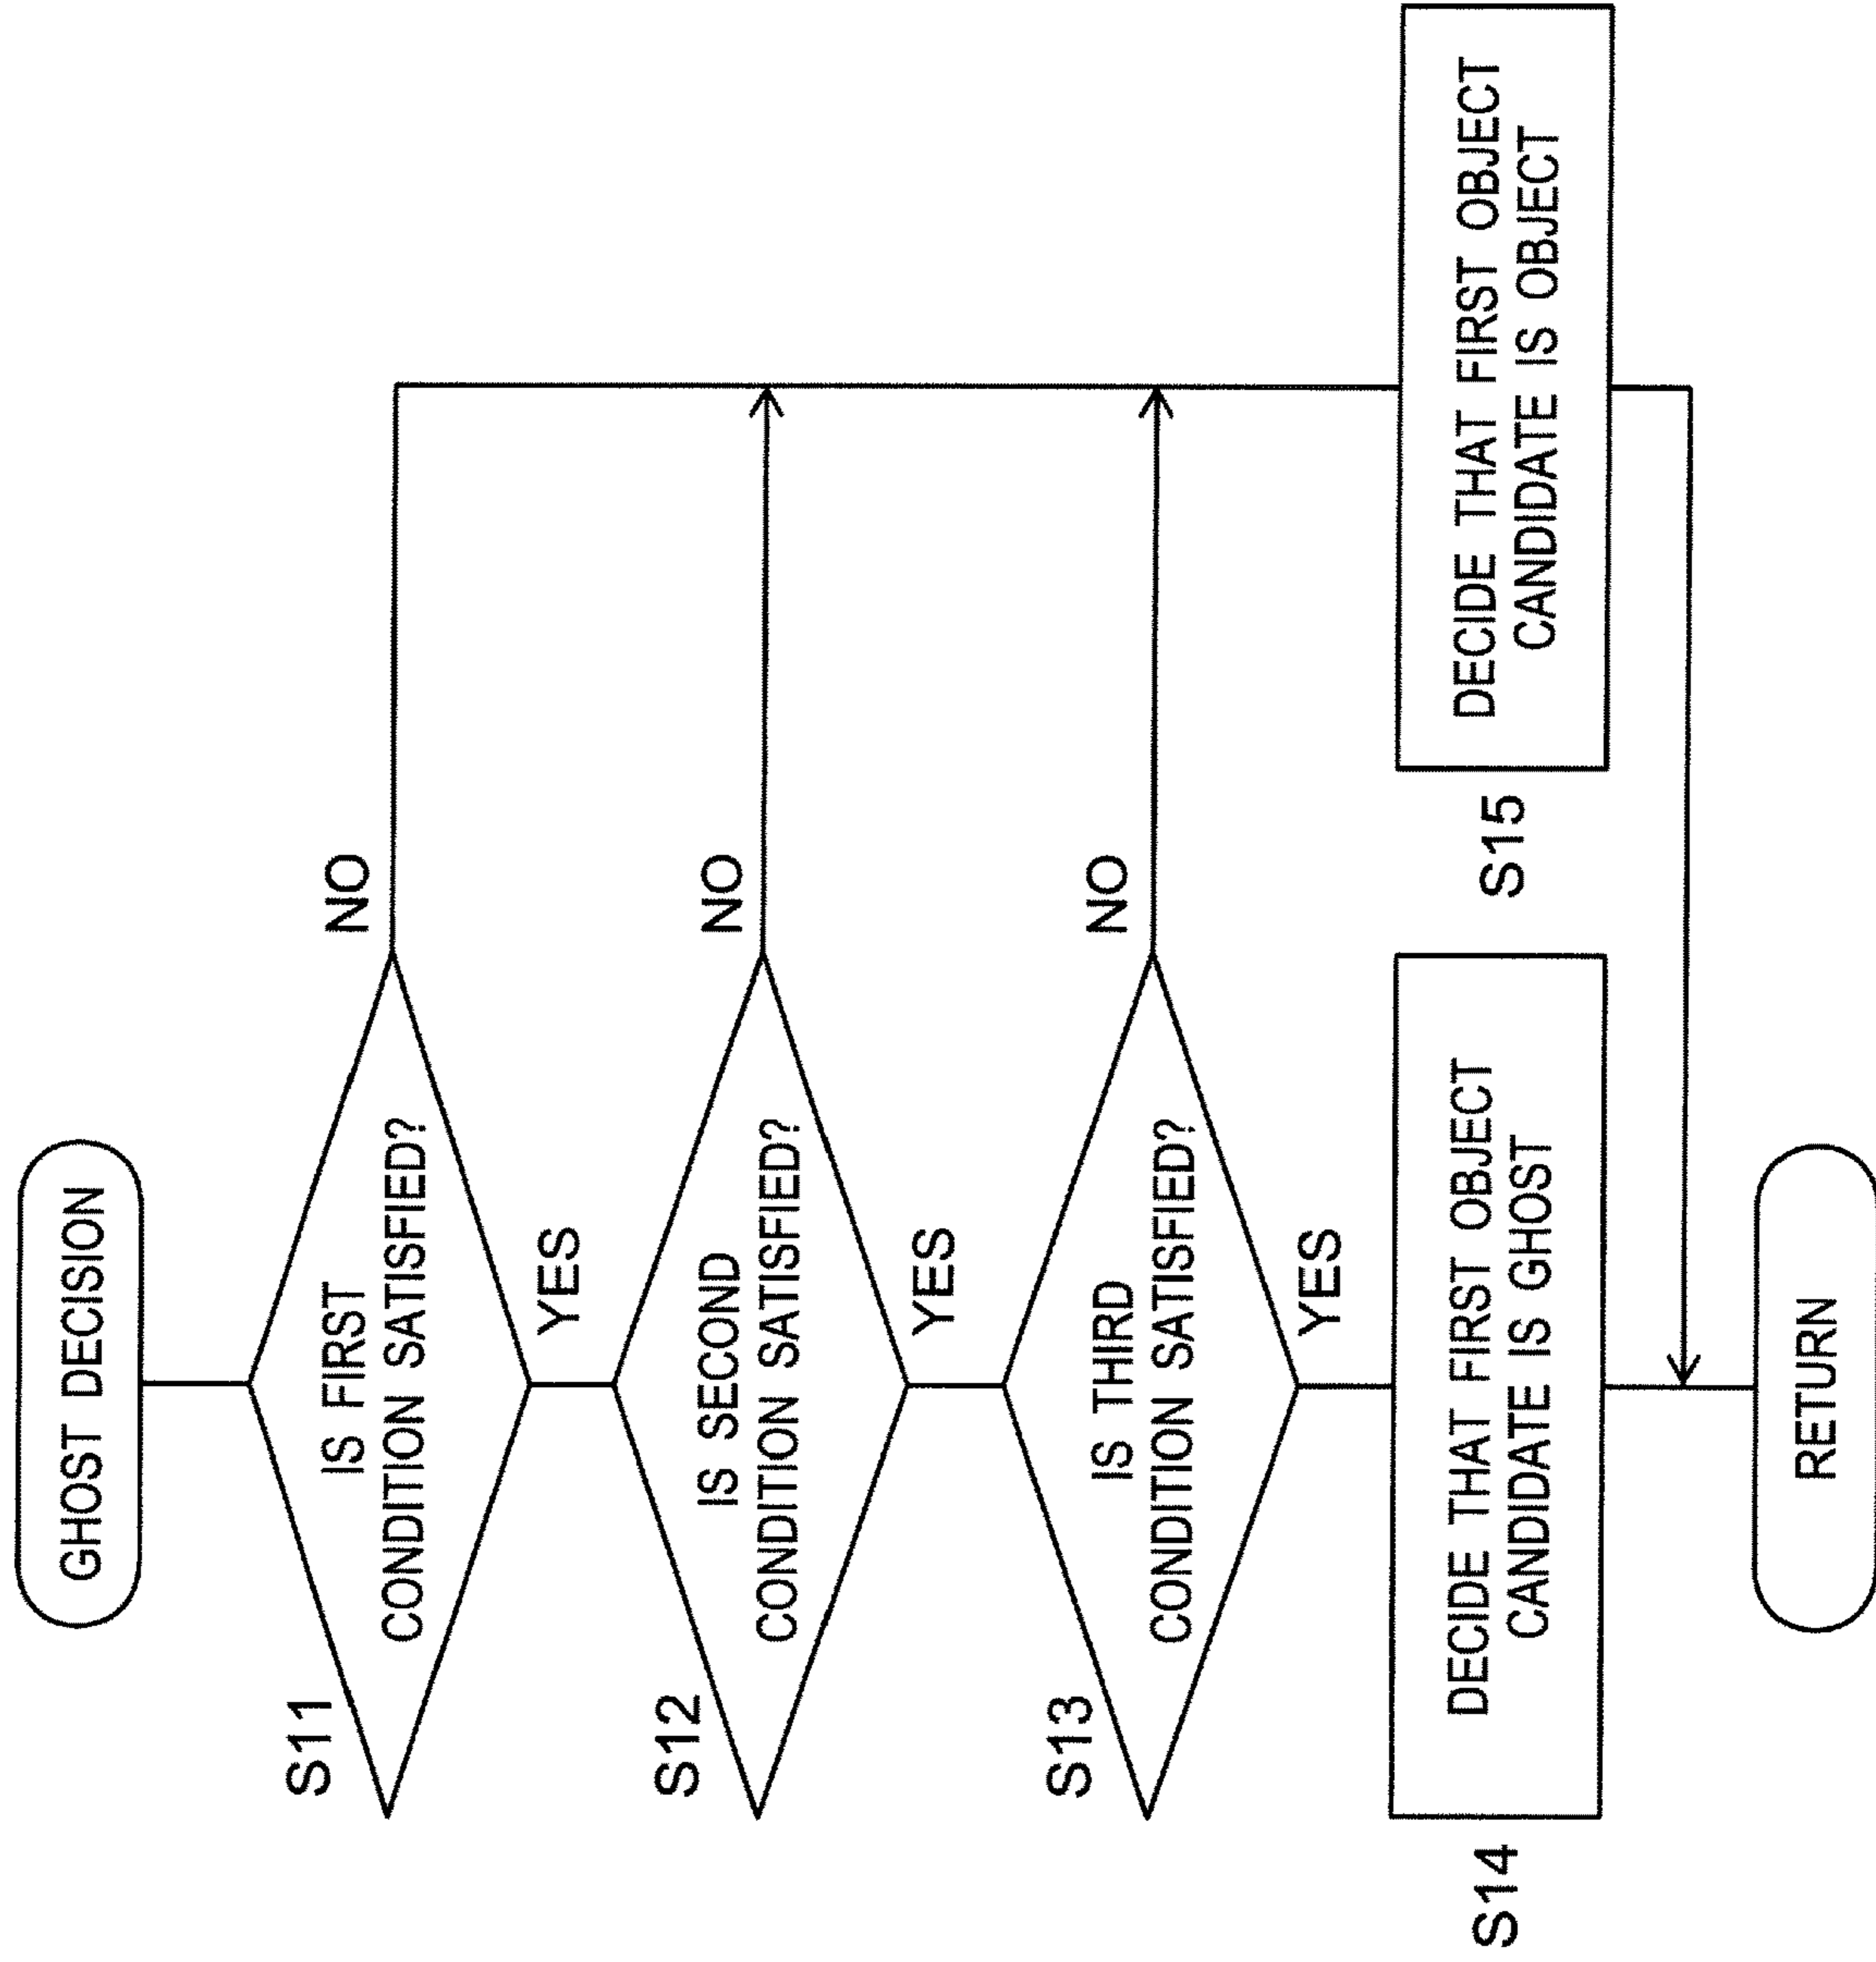 GHOST DECISION
S11
IS FIRST
CONDITION SATISFIED?
NO
YES
S12
IS SECOND
CONDITION SATISFIED?
NO
YES
S13
IS THIRD
CONDITION SATISFIED?
NO
YES
S14
DECIDE THAT FIRST OBJECT
CANDIDATE IS GHOST
S15
DECIDE THAT FIRST OBJECT
CANDIDATE IS OBJECT
RETURN